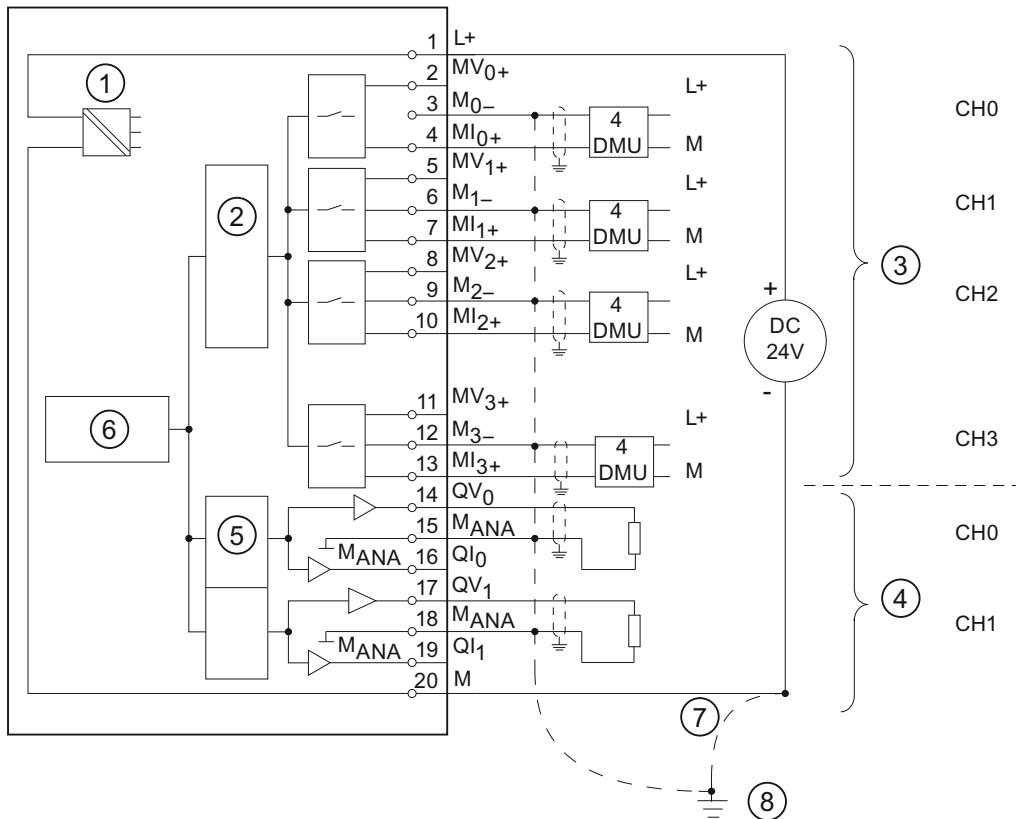 1 L+
2 MV0+
3 M0–
4 MI0+
5 MV1+
6 M1–
7 MI1+
8 MV2+
9 M2–
10 MI2+
11 MV3+
12 M3–
13 MI3+
14 QV0
15 MANA
16 QI0
17 QV1
18 MANA
19 QI1
20 M
①
②
⑥
⑤
MANA
MANA
4
DMU
L+
M
4
DMU
L+
M
4
DMU
L+
M
4
DMU
L+
M
+
DC
24V
-
③
④
CH0
CH1
CH2
CH3
CH0
CH1
⑦
⑧